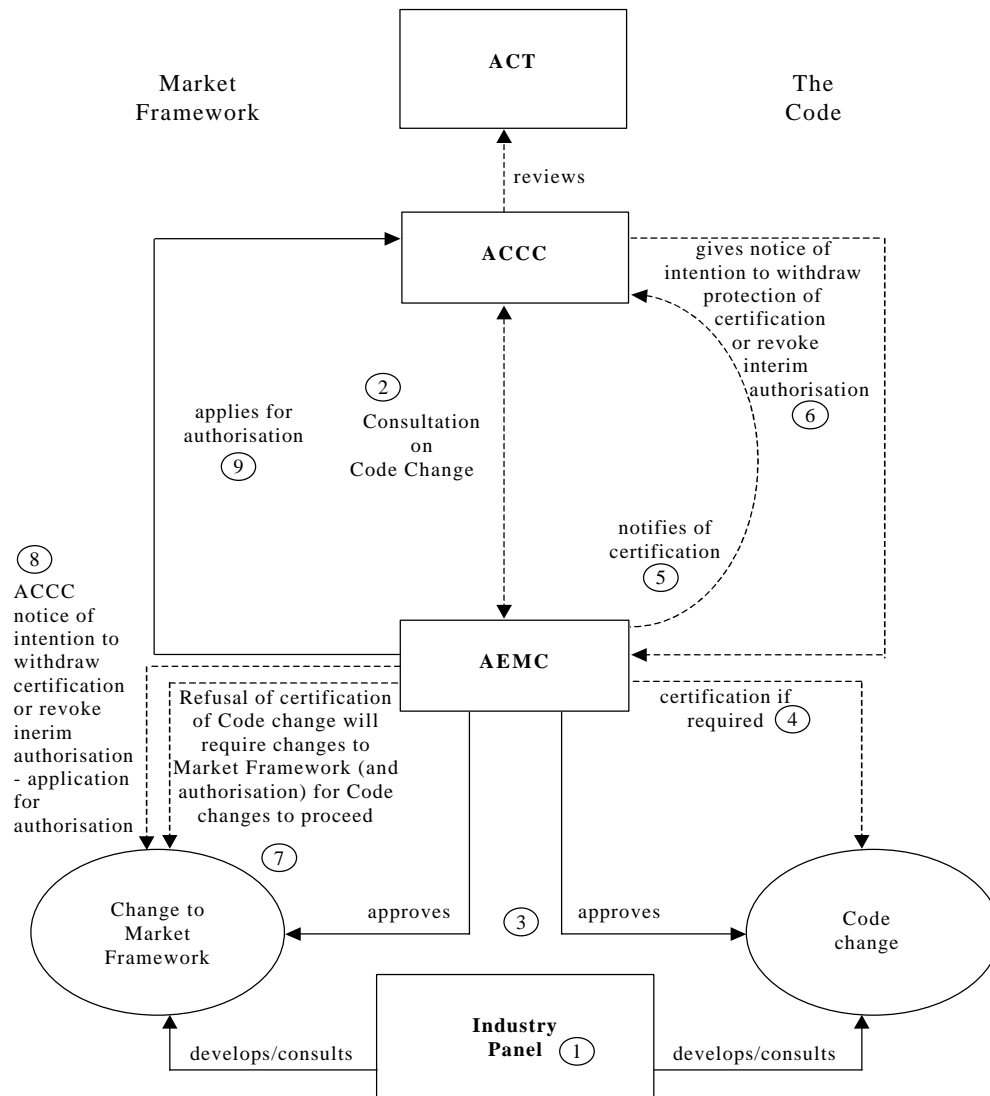 ACT
Market
Framework
The
Code
reviews
ACCC
gives notice of
intention to withdraw
protection of
certification
or revoke
interim
authorisation
6
2
Consultation
on
Code Change
applies for
authorisation
9
notifies of
certification
5
8
ACCC
notice of
intention to
withdraw
certification
or revoke
inerim
authorisation
- application
for
authorisation
AEMC
Refusal of certification
of Code change will
require changes to
Market Framework (and
authorisation) for Code
changes to proceed
7
certification if
required 4
Change to
Market
Framework
approves
3
approves
Code
change
Industry
Panel 1
develops/consults
develops/consults